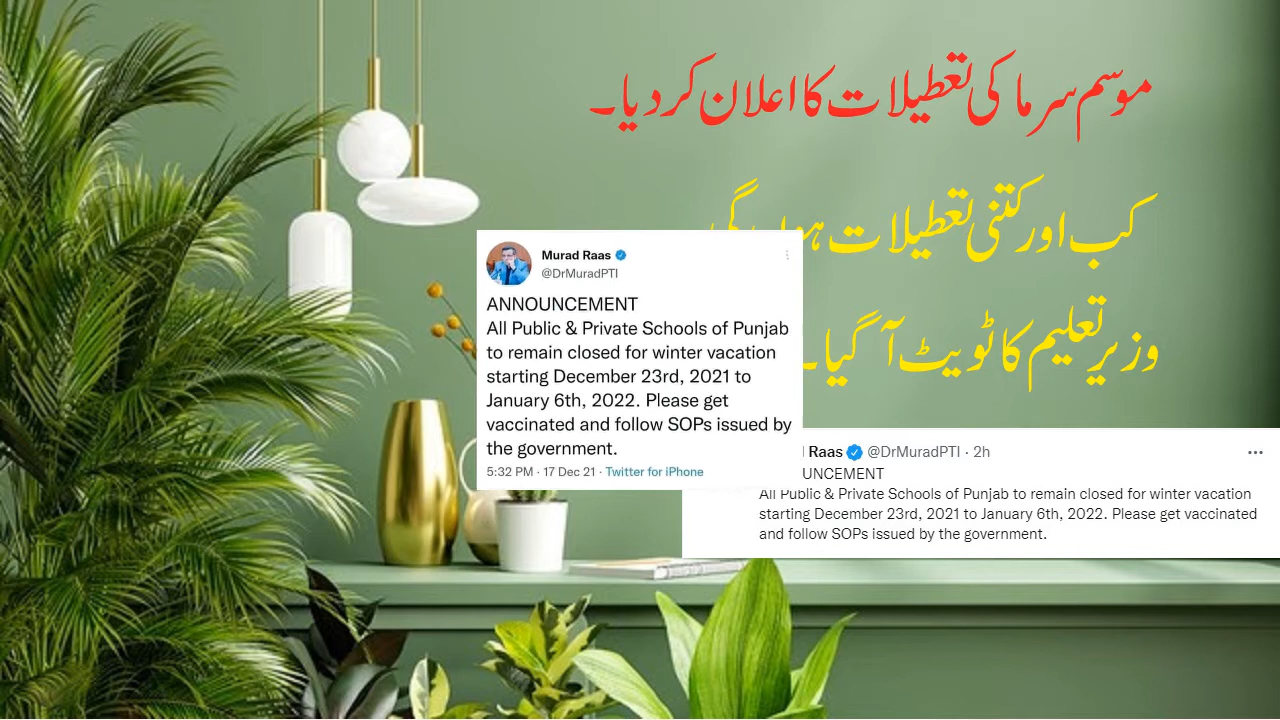 موسم سرما کی تعطیلات کا اعلان کر دیا۔
کب اور کتنی تعطیلات ہوں گی
وزیر تعلیم کا ٹویٹ آ گیا۔
Murad Raas
@DrMuradPTI
ANNOUNCEMENT
All Public & Private Schools of Punjab
to remain closed for winter vacation
starting December 23rd, 2021 to
January 6th, 2022. Please get
vaccinated and follow SOPs issued by
the government.
5:32 PM · 17 Dec 21 · Twitter for iPhone
Raas @DrMuradPTI · 2h
UNCEMENT
All Public & Private Schools of Punjab to remain closed for winter vacation
starting December 23rd, 2021 to January 6th, 2022. Please get vaccinated
and follow SOPs issued by the government.